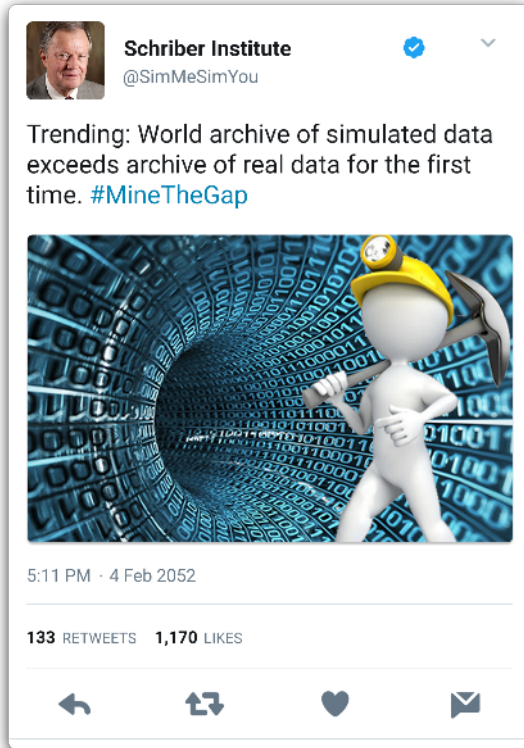 Schriber Institute
@SimMeSimYou
Trending: World archive of simulated data
exceeds archive of real data for the first
time. #MineTheGap
5:11 PM · 4 Feb 2052
133 RETWEETS 1,170 LIKES